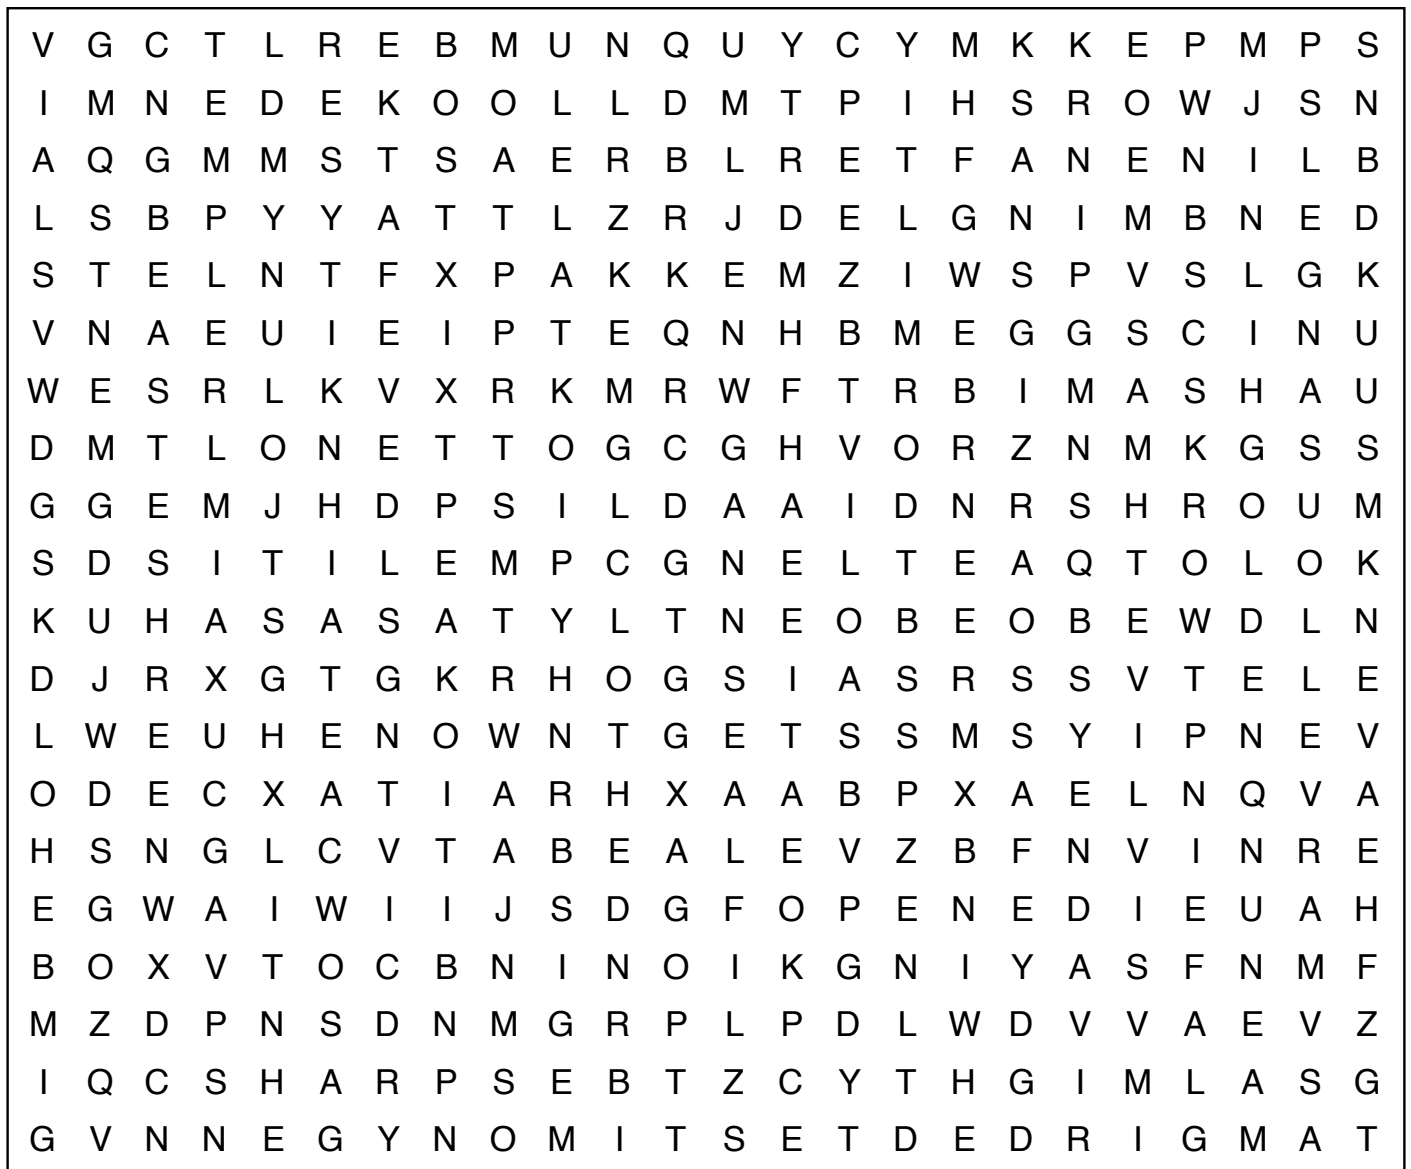 V G C T L R E B M U N Q U Y C Y M K K E P M P S
I M N E D E K O O L L D M T P I H S R O W J S N
A Q G M M S T S A E R B L R E T F A N E N I L B
L S B P Y Y A T T L Z R J D E L G N I M B N E D
S T E L N T F X P A K K E M Z I W S P V S L G K
V N A E U I E I P T E Q N H B M E G G S C I N U
W E S R L K V X R K M R W F T R B I M A S H A U
D M T L O N E T T O G C G H V O R Z N M K G S S
G G E M J H D P S I L D A A I D N R S H R O U M
S D S I T I L E M P C G N E L T E A Q T O L O K
K U H A S A S A T Y L T N E O B E O B E W D L N
D J R X G T G K R H O G S I A S R S S V T E L E
L W E U H E N O W N T G E T S S M S Y I P N E V
O D E C X A T I A R H X A A B P X A E L N Q V A
H S N G L C V T A B E A L E V Z B F N V I N R E
E G W A I W I I J S D G F O P E N E D I E U A H
B O X V T O C B N I N O I K G N I Y A S F N M F
M Z D P N S D N M G R P L P D L W D V V A E V Z
I Q C S H A R P S E B T Z C Y T H G I M L A S G
G V N N E G Y N O M I T S E T D E D R I G M A T